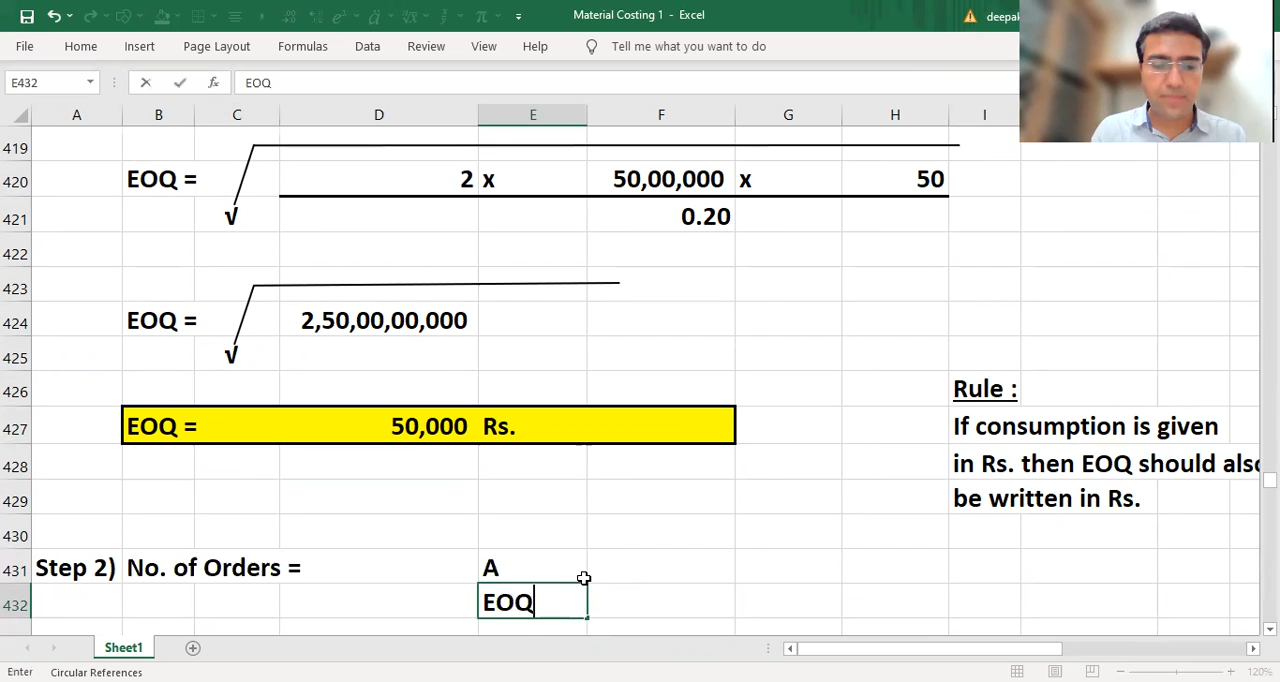 Material Costing 1 - Excel
deepak
File Home Insert Page Layout Formulas Data Review View Help Tell me what you want to do
E432 fx EOQ
A B C D E F G H I
419
420 EOQ = 2 x 50,00,000 x 50
421 √ 0.20
422
423
424 EOQ = 2,50,00,00,000
425 √
426 Rule :
427 EOQ = 50,000 Rs. If consumption is given
428 in Rs. then EOQ should also
429 be written in Rs.
430
431 Step 2) No. of Orders = A
432 EOQ
Sheet1
Enter Circular References 120%